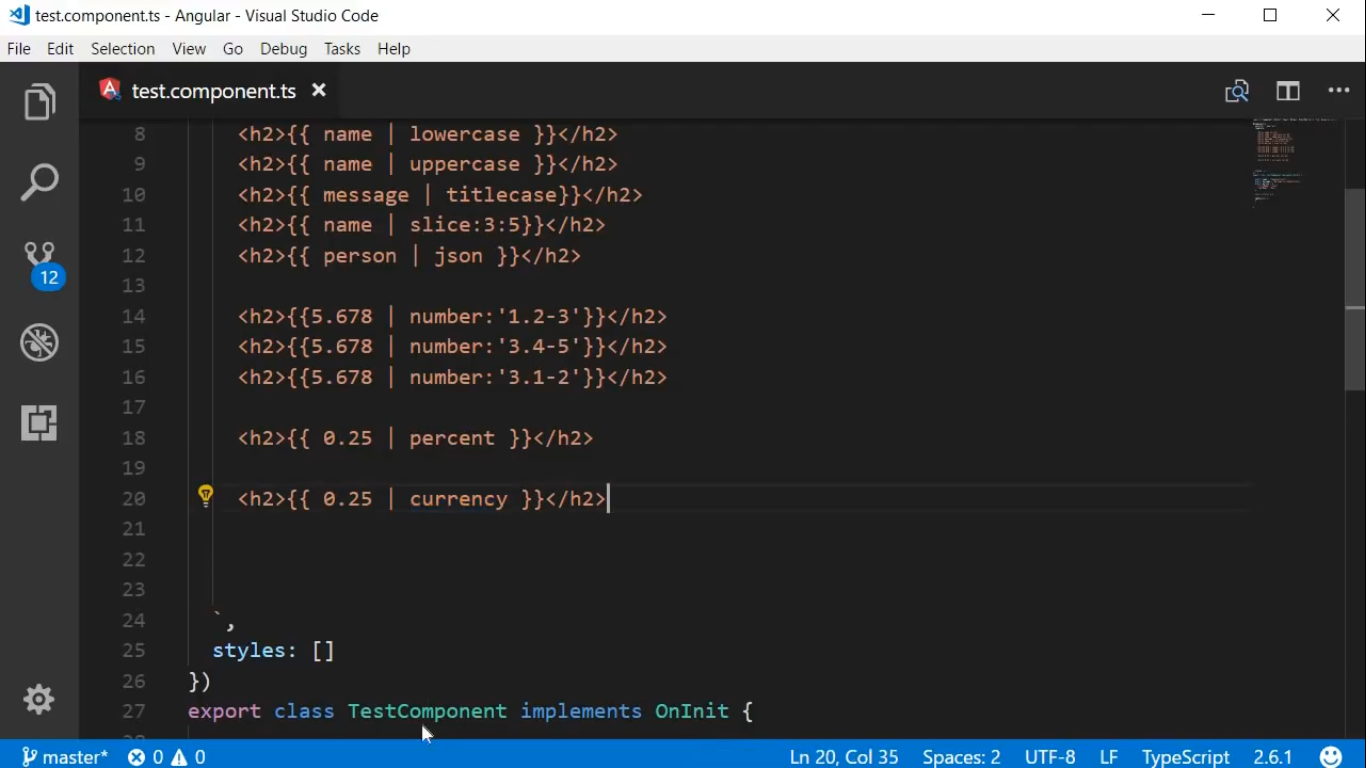 test.component.ts - Angular - Visual Studio Code
File Edit Selection View Go Debug Tasks Help
test.component.ts
8 <h2>{{ name | lowercase }}</h2>
9 <h2>{{ name | uppercase }}</h2>
10 <h2>{{ message | titlecase}}</h2>
11 <h2>{{ name | slice:3:5}}</h2>
12 <h2>{{ person | json }}</h2>
13
14 <h2>{{5.678 | number:'1.2-3'}}</h2>
15 <h2>{{5.678 | number:'3.4-5'}}</h2>
16 <h2>{{5.678 | number:'3.1-2'}}</h2>
17
18 <h2>{{ 0.25 | percent }}</h2>
19
20 <h2>{{ 0.25 | currency }}</h2>
21
22
23
24 `,
25 styles: []
26 })
27 export class TestComponent implements OnInit {
12
master* 0 0 Ln 20, Col 35 Spaces: 2 UTF-8 LF TypeScript 2.6.1